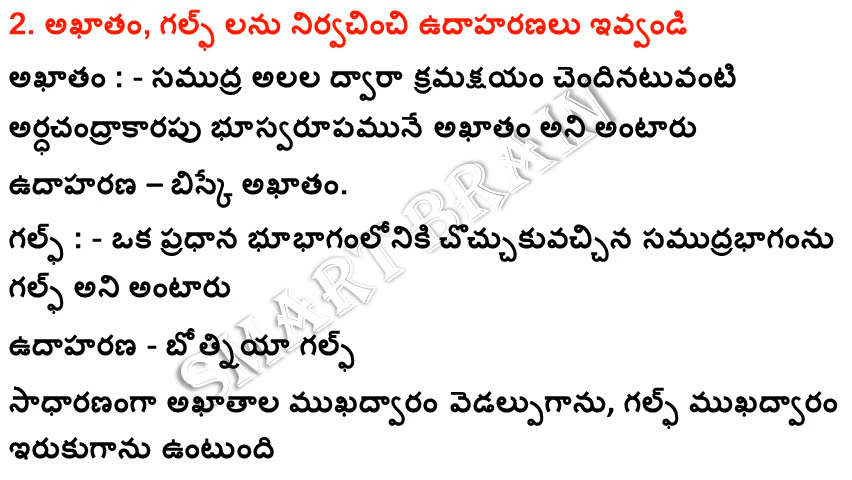 2. అఖాతం, గల్ఫ్ లను నిర్వచించి ఉదాహరణలు ఇవ్వండి
అఖాతం : - సముద్ర అలల ద్వారా క్రమక్షయం చెందినటువంటి
అర్ధచంద్రాకారపు భూస్వరూపమునే అఖాతం అని అంటారు
ఉదాహరణ – బిస్కే అఖాతం.
గల్ఫ్ : - ఒక ప్రధాన భూభాగంలోనికి చొచ్చుకువచ్చిన సముద్రభాగంను
గల్ఫ్ అని అంటారు
ఉదాహరణ - బోత్నియా గల్ఫ్
సాధారణంగా అఖాతాల ముఖద్వారం వెడల్పుగాను, గల్ఫ్ ముఖద్వారం
ఇరుకుగాను ఉంటుంది
SMART BRAIN